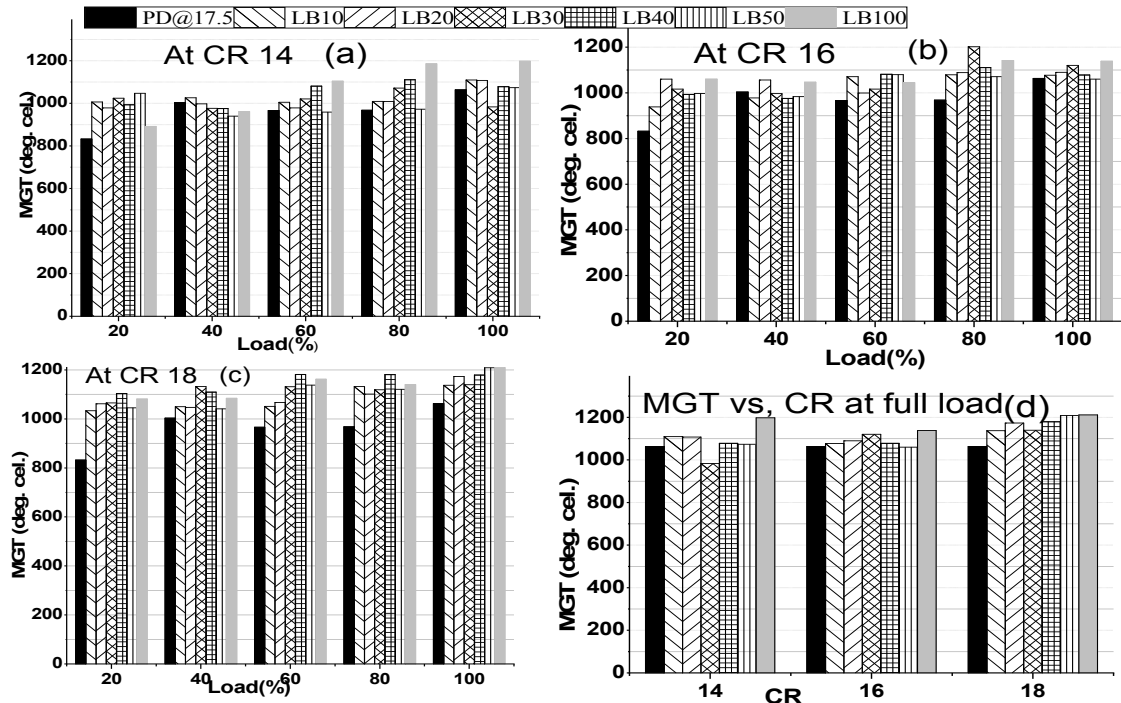 PD@17.5 LB10 LB20 LB30 LB40 LB50 LB100
At CR 14 (a)
MGT (deg. cel.)
1200
1000
800
600
400
200
0
20 40 60 80 100
Load(%)
At CR 16 (b)
MGT (deg. cel.)
1200
1000
800
600
400
200
0
20 40 60 80 100
Load(%)
At CR 18 (c)
MGT (deg. cel.)
1200
1000
800
600
400
200
0
20 40 60 80 100
Load(%)
MGT vs, CR at full load(d)
MGT (deg. cel.)
1200
1000
800
600
400
200
0
14 16 18
CR